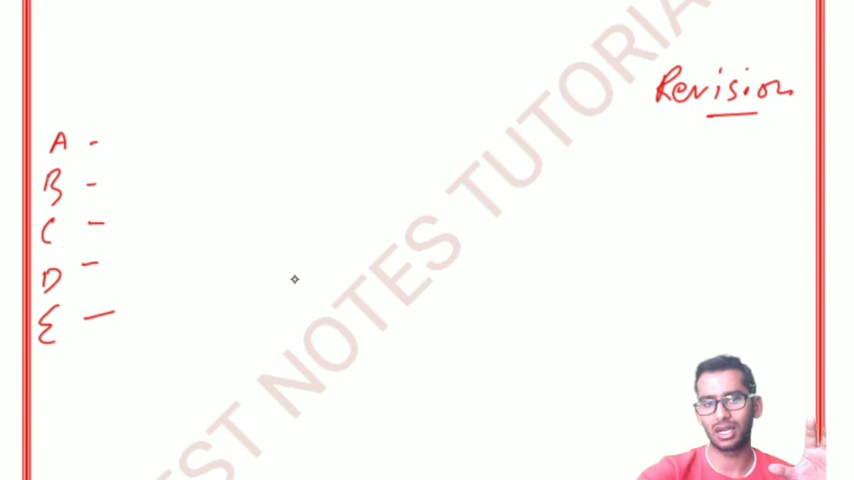 Revision
A -
B -
C -
D -
E -
EST NOTES TUTORIA